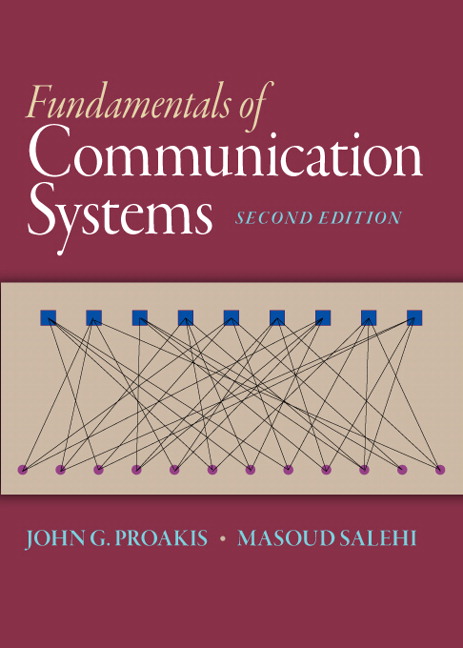 Fundamentals of
Communication
Systems SECOND EDITION
JOHN G. PROAKIS • MASOUD SALEHI